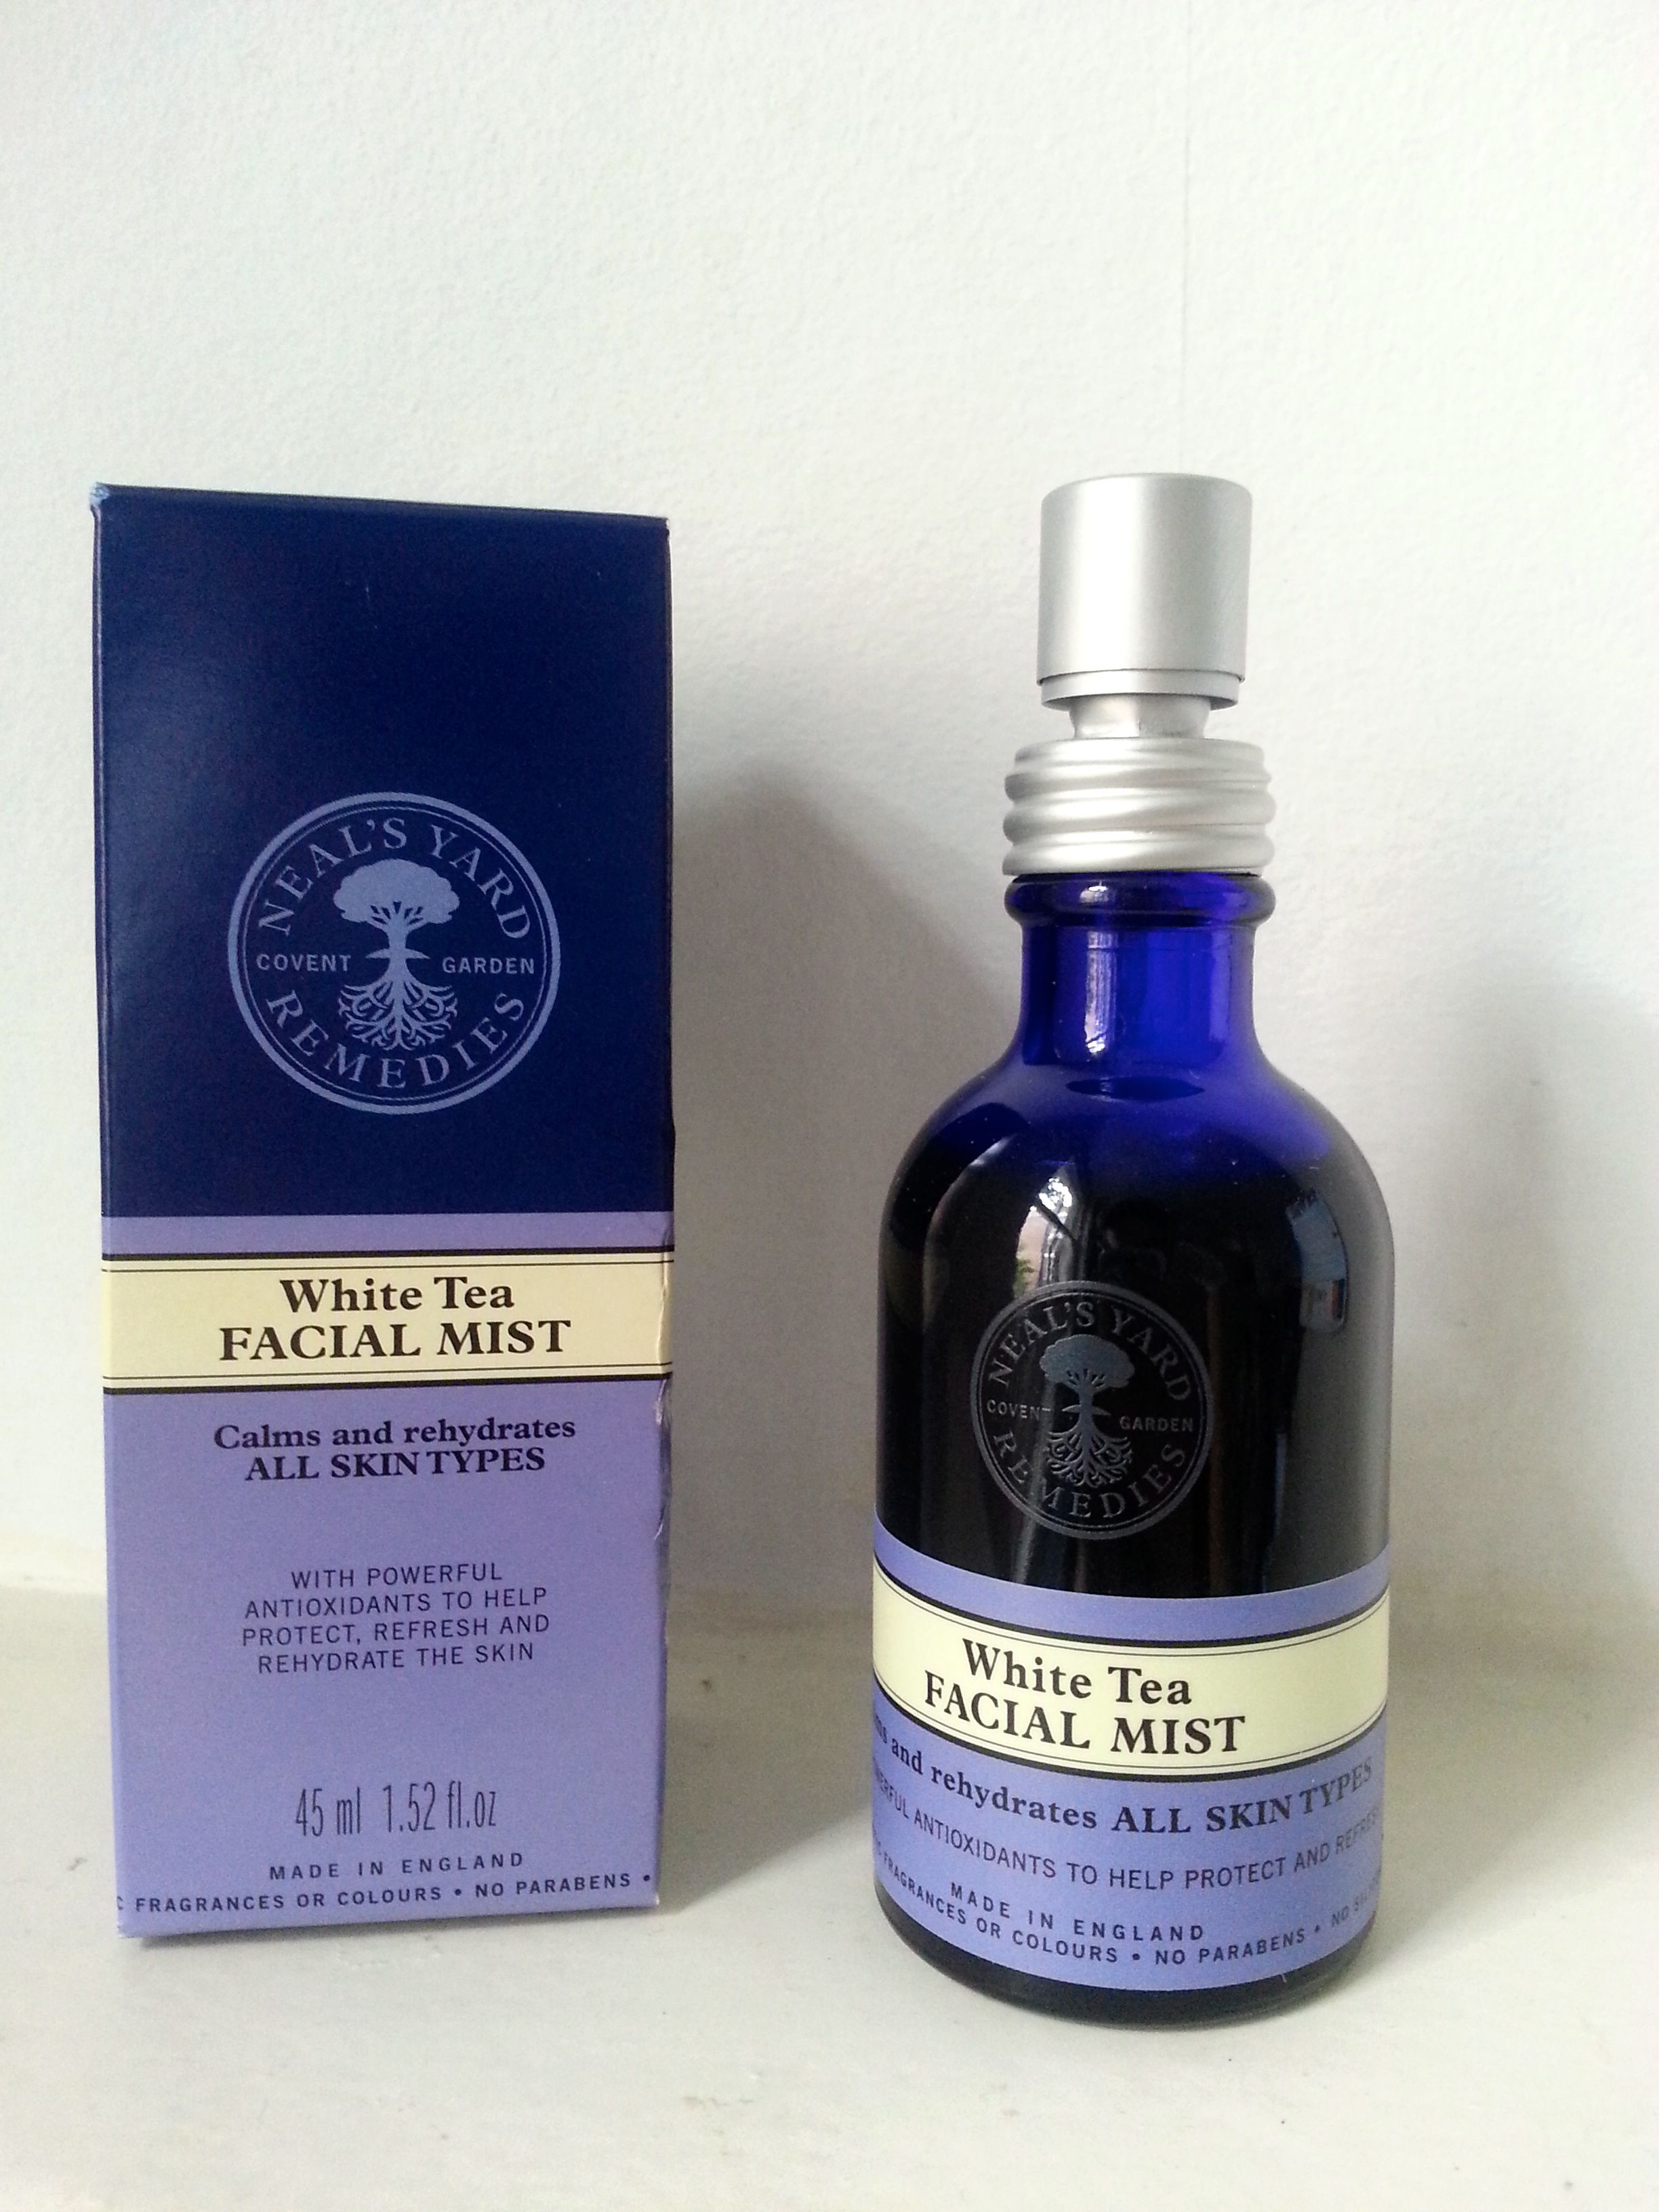 NEAL'S YARD
COVENT GARDEN
REMEDIES
White Tea
FACIAL MIST
Calms and rehydrates
ALL SKIN TYPES
WITH POWERFUL
ANTIOXIDANTS TO HELP
PROTECT, REFRESH AND
REHYDRATE THE SKIN
45 ml 1.52 fl.oz
MADE IN ENGLAND
FRAGRANCES OR COLOURS • NO PARABENS •
NEAL'S YARD
COVENT GARDEN
REMEDIES
White Tea
FACIAL MIST
and rehydrates ALL SKIN TYPES
ANTIOXIDANTS TO HELP PROTECT AND
MADE IN ENGLAND
FRAGRANCES OR COLOURS • NO PARABENS • NO